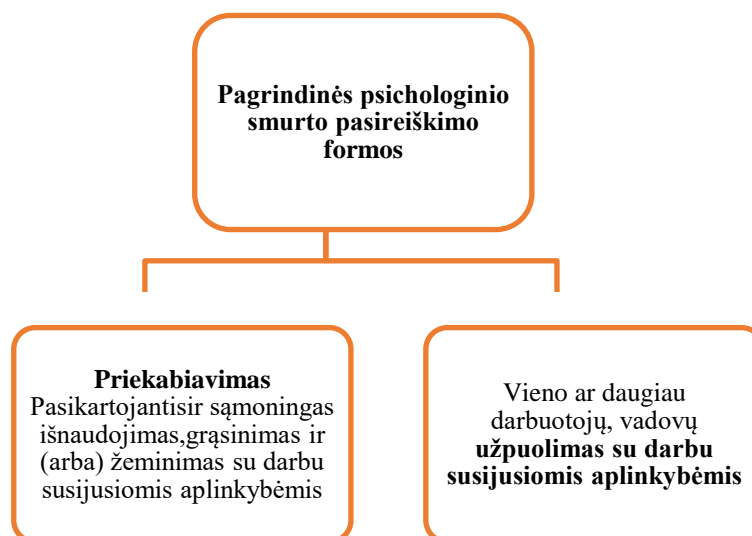 Pagrindinės psichologinio
smurto pasireiškimo
formos
Priekabiavimas
Pasikartojantisir sąmoningas
išnaudojimas,grąsinimas ir
(arba) žeminimas su darbu
susijusiomis aplinkybėmis
Vieno ar daugiau
darbuotojų, vadovų
užpuolimas su darbu
susijusiomis aplinkybėmis